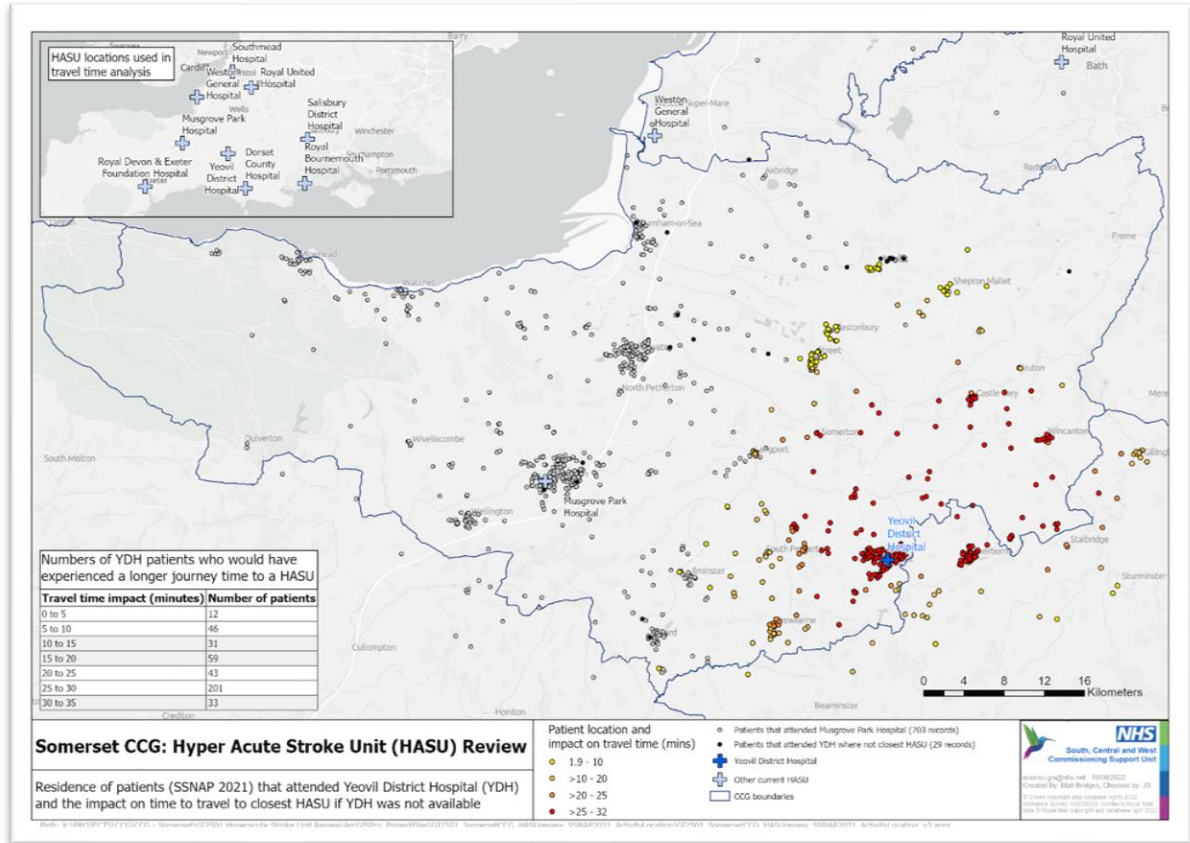 HASU locations used in
travel time analysis
Newport
Southmead
Hospital
Cardiff
Weston
General
Hospital
Royal United
Hospital
Wells
Musgrove Park
Hospital
Salisbury
District
Hospital
Winchester
Royal
Bournemouth
Hospital
Portsmouth
Royal Devon & Exeter
Foundation Hospital
Yeovil
District
Hospital
Dorset
County
Hospital
Barry
Royal United
Hospital
Bath
Weston
General
Hospital
Axbridge
Frome
Watchet
Shepton Mallet
North Petherton
Castle Cary
Somerton
Wincanton
Dulverton
Wiveliscombe
South Molton
Musgrove Park
Hospital
Wellington
Yeovil
District
Hospital
Stalbridge
Sturminster
Cullompton
Crediton
Honiton
Beaminster
Numbers of YDH patients who would have
experienced a longer journey time to a HASU
Travel time impact (minutes) Number of patients
0 to 5 12
5 to 10 46
10 to 15 31
15 to 20 59
20 to 25 43
25 to 30 201
30 to 35 33
0 4 8 12 16
Kilometers
Somerset CCG: Hyper Acute Stroke Unit (HASU) Review
Residence of patients (SSNAP 2021) that attended Yeovil District Hospital (YDH)
and the impact on time to travel to closest HASU if YDH was not available
Patient location and
impact on travel time (mins)
1.9 - 10
>10 - 20
>20 - 25
>25 - 32
Patients that attended Musgrove Park Hospital (703 records)
Patients that attended YDH where not closest HASU (29 records)
Yeovil District Hospital
Other current HASU
CCG boundaries
NHS
South, Central and West
Commissioning Support Unit
Created By: Matt Bridges, Checked by: JB